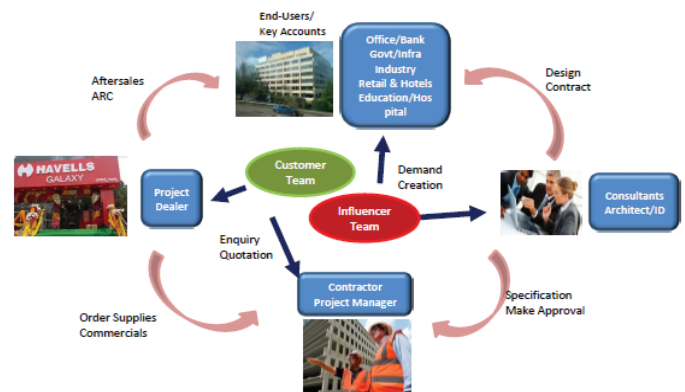 End-Users/
Key Accounts
Office/Bank
Govt/Infra
Industry
Retail & Hotels
Education/Hos
pital
Aftersales
ARC
Design
Contract
HAVELLS
GALAXY
Project
Dealer
Customer
Team
Demand
Creation
Influencer
Team
Consultants
Architect/ID
Enquiry
Quotation
Contractor
Project Manager
Order Supplies
Commercials
Specification
Make Approval